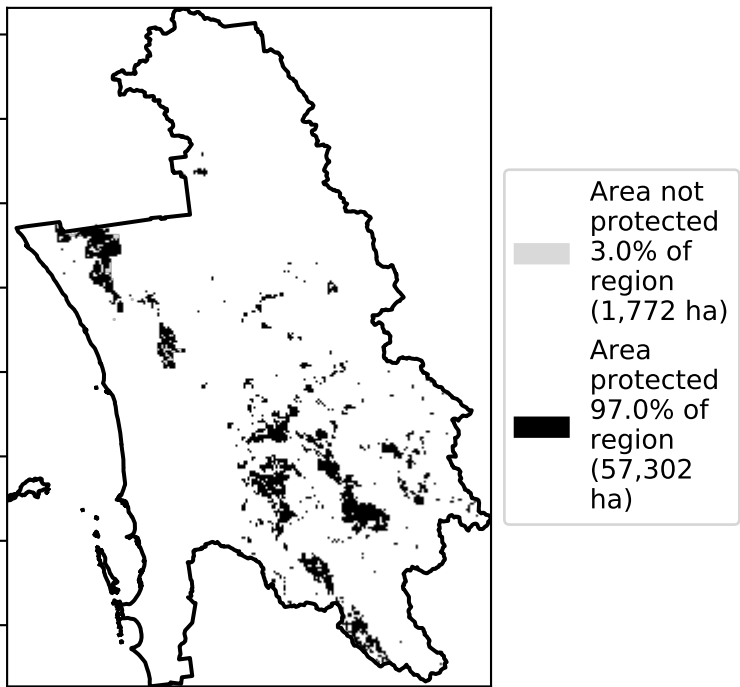 Area not
protected
3.0% of
region
(1,772 ha)
Area
protected
97.0% of
region
(57,302
ha)